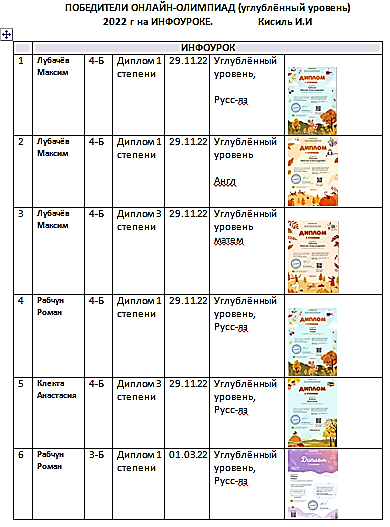 ПОБЕДИТЕЛИ ОНЛАЙН-ОЛИМПИАД (углублённый уровень)
2022 г на ИНФОУРОКЕ. Кисиль И.И
ИНФОУРОК
1 Лубачёв Максим 4-Б Диплом 1 степени 29.11.22 Углублённый уровень, Русс-яз
ДИПЛОМ
2 Лубачёв Максим 4-Б Диплом 1 степени 29.11.22 Углублённый уровень Англ
ДИПЛОМ
3 Лубачёв Максим 4-Б Диплом 3 степени 29.11.22 Углублённый уровень матем
ДИПЛОМ
4 Рабчун Роман 4-Б Диплом 1 степени 29.11.22 Углублённый уровень, Русс-яз
ДИПЛОМ
5 Клекта Анастасия 4-Б Диплом 3 степени 29.11.22 Углублённый уровень, Русс-яз
ДИПЛОМ
6 Рабчун Роман 3-Б Диплом 1 степени 01.03.22 Углублённый уровень, Русс-яз
Диплом